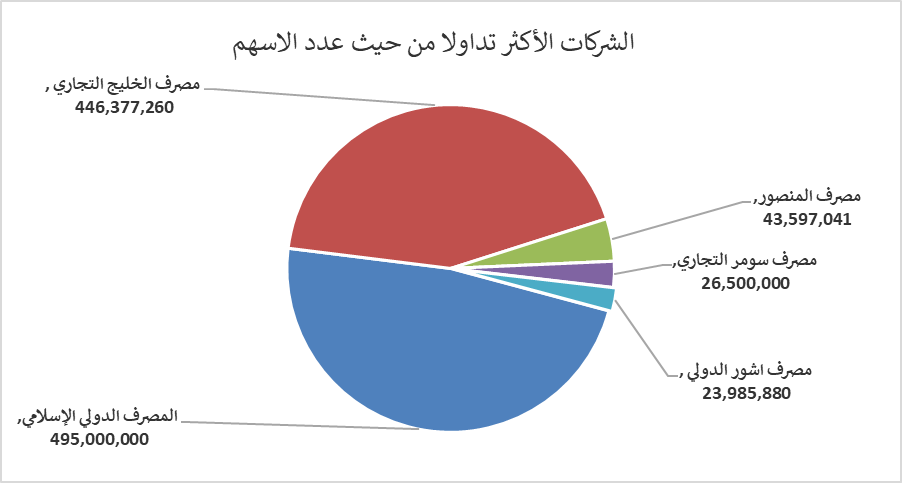 الشركات الأكثر تداولا من حيث عدد الاسهم
مصرف الخليج التجاري ,
446,377,260
مصرف المنصور,
43,597,041
مصرف سومر التجاري,
26,500,000
مصرف اشور الدولي ,
23,985,880
المصرف الدولي الإسلامي,
495,000,000